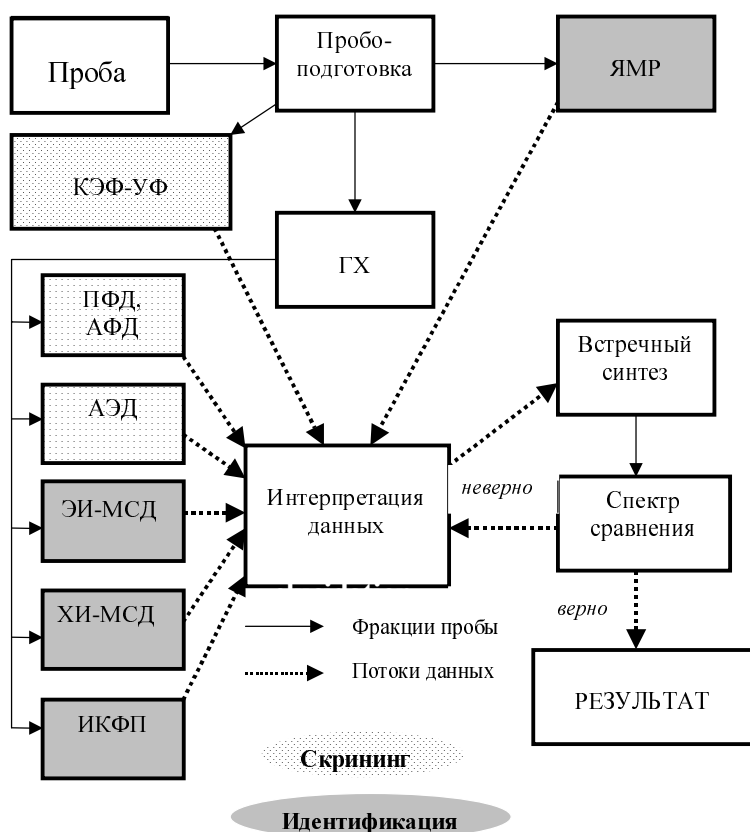 Проба
Пробо-
подготовка
ЯМР
КЭФ-УФ
ГХ
ПФД,
АФД
АЭД
ЭИ-МСД
ХИ-МСД
ИКФП
Интерпретация
данных
Встречный
синтез
неверно
Спектр
сравнения
верно
РЕЗУЛЬТАТ
Фракции пробы
Потоки данных
Скрининг
Идентификация